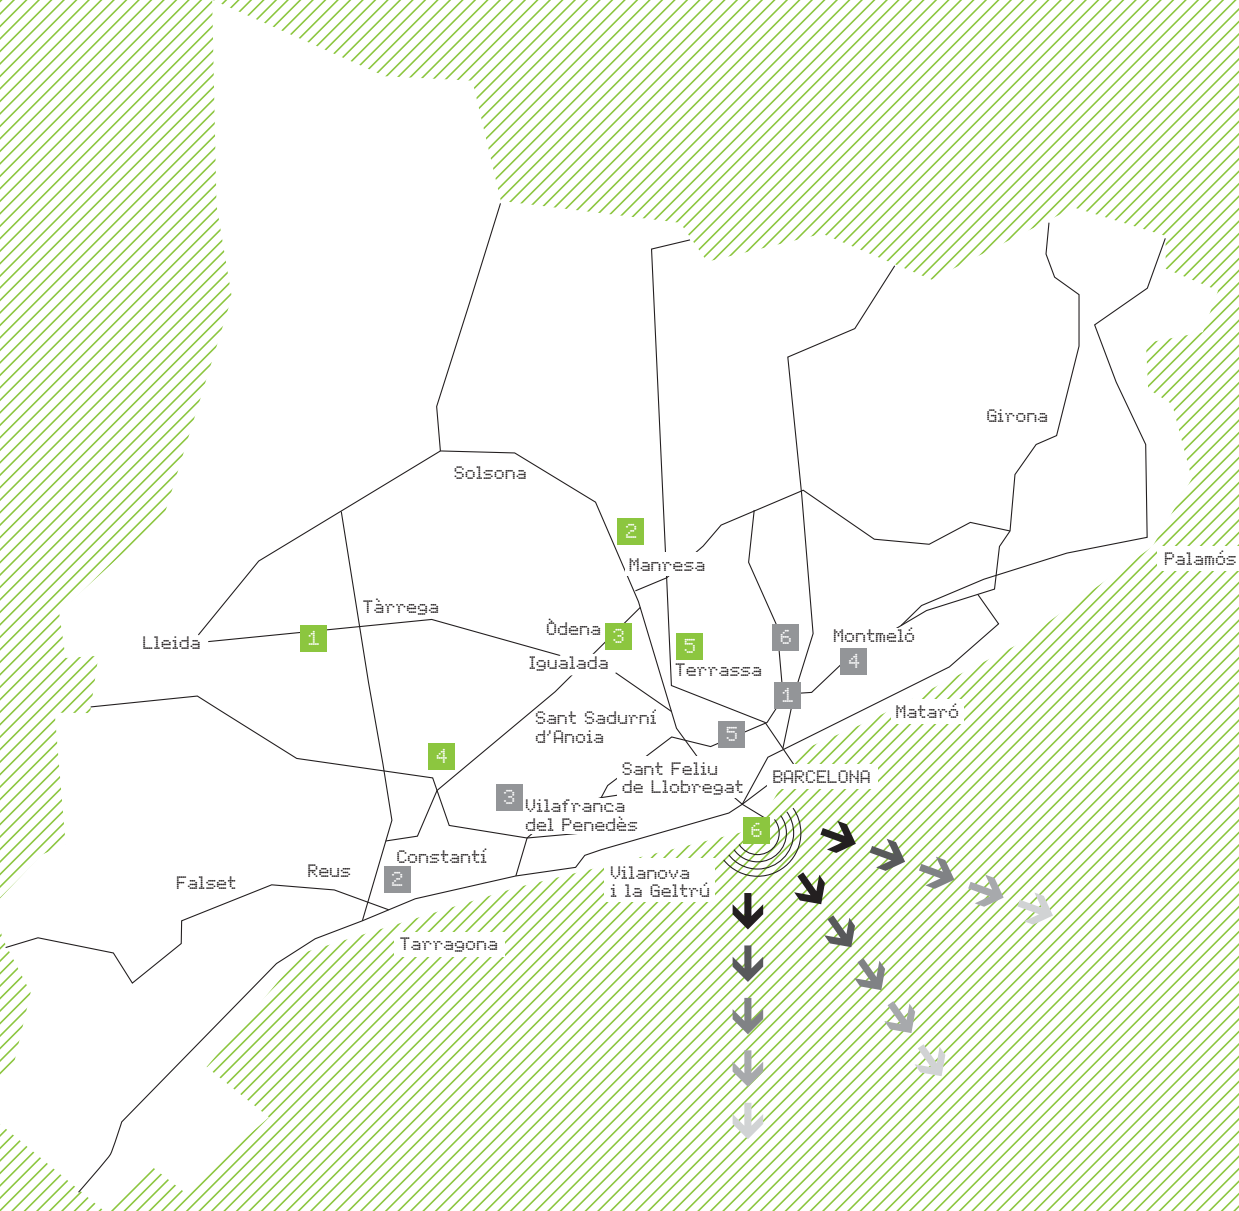 Girona
Solsona
2
Manresa
Palamós
Tàrrega
Lleida
1
Òdena
3
Igualada
5
Terrassa
6
Montmeló
4
1
Mataró
Sant Sadurní
d'Anoia
5
4
Sant Feliu
de Llobregat
BARCELONA
3
Vilafranca
del Penedès
6
Constantí
2
Reus
Falset
Vilanova
i la Geltrú
Tarragona